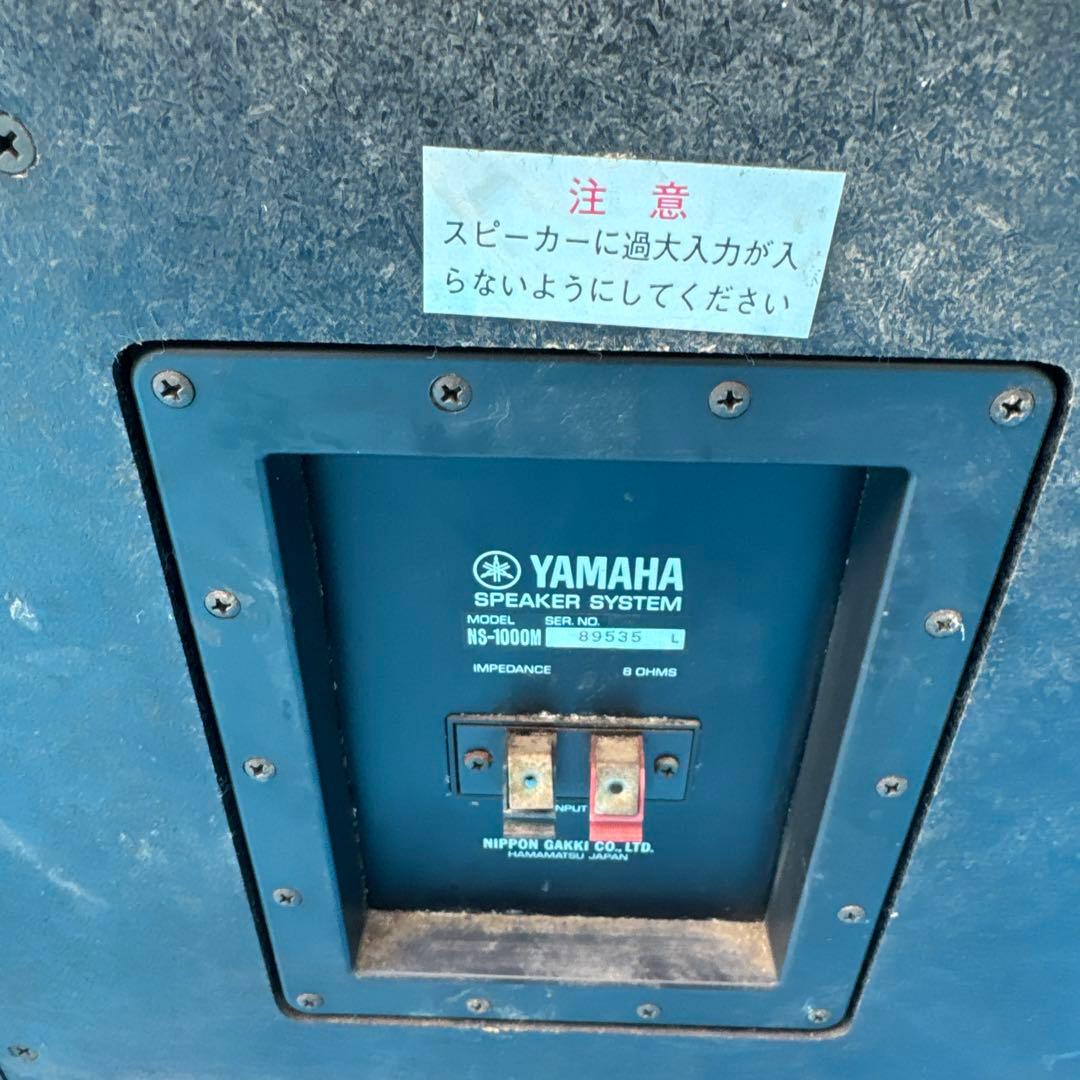 注 意
スピーカーに過大入力が入
らないようにしてください
YAMAHA
SPEAKER SYSTEM
MODEL SER. NO.
NS-1000M 89535 L
IMPEDANCE 8 OHMS
NIPPON GAKKI CO., LTD.
HAMAMATSU JAPAN